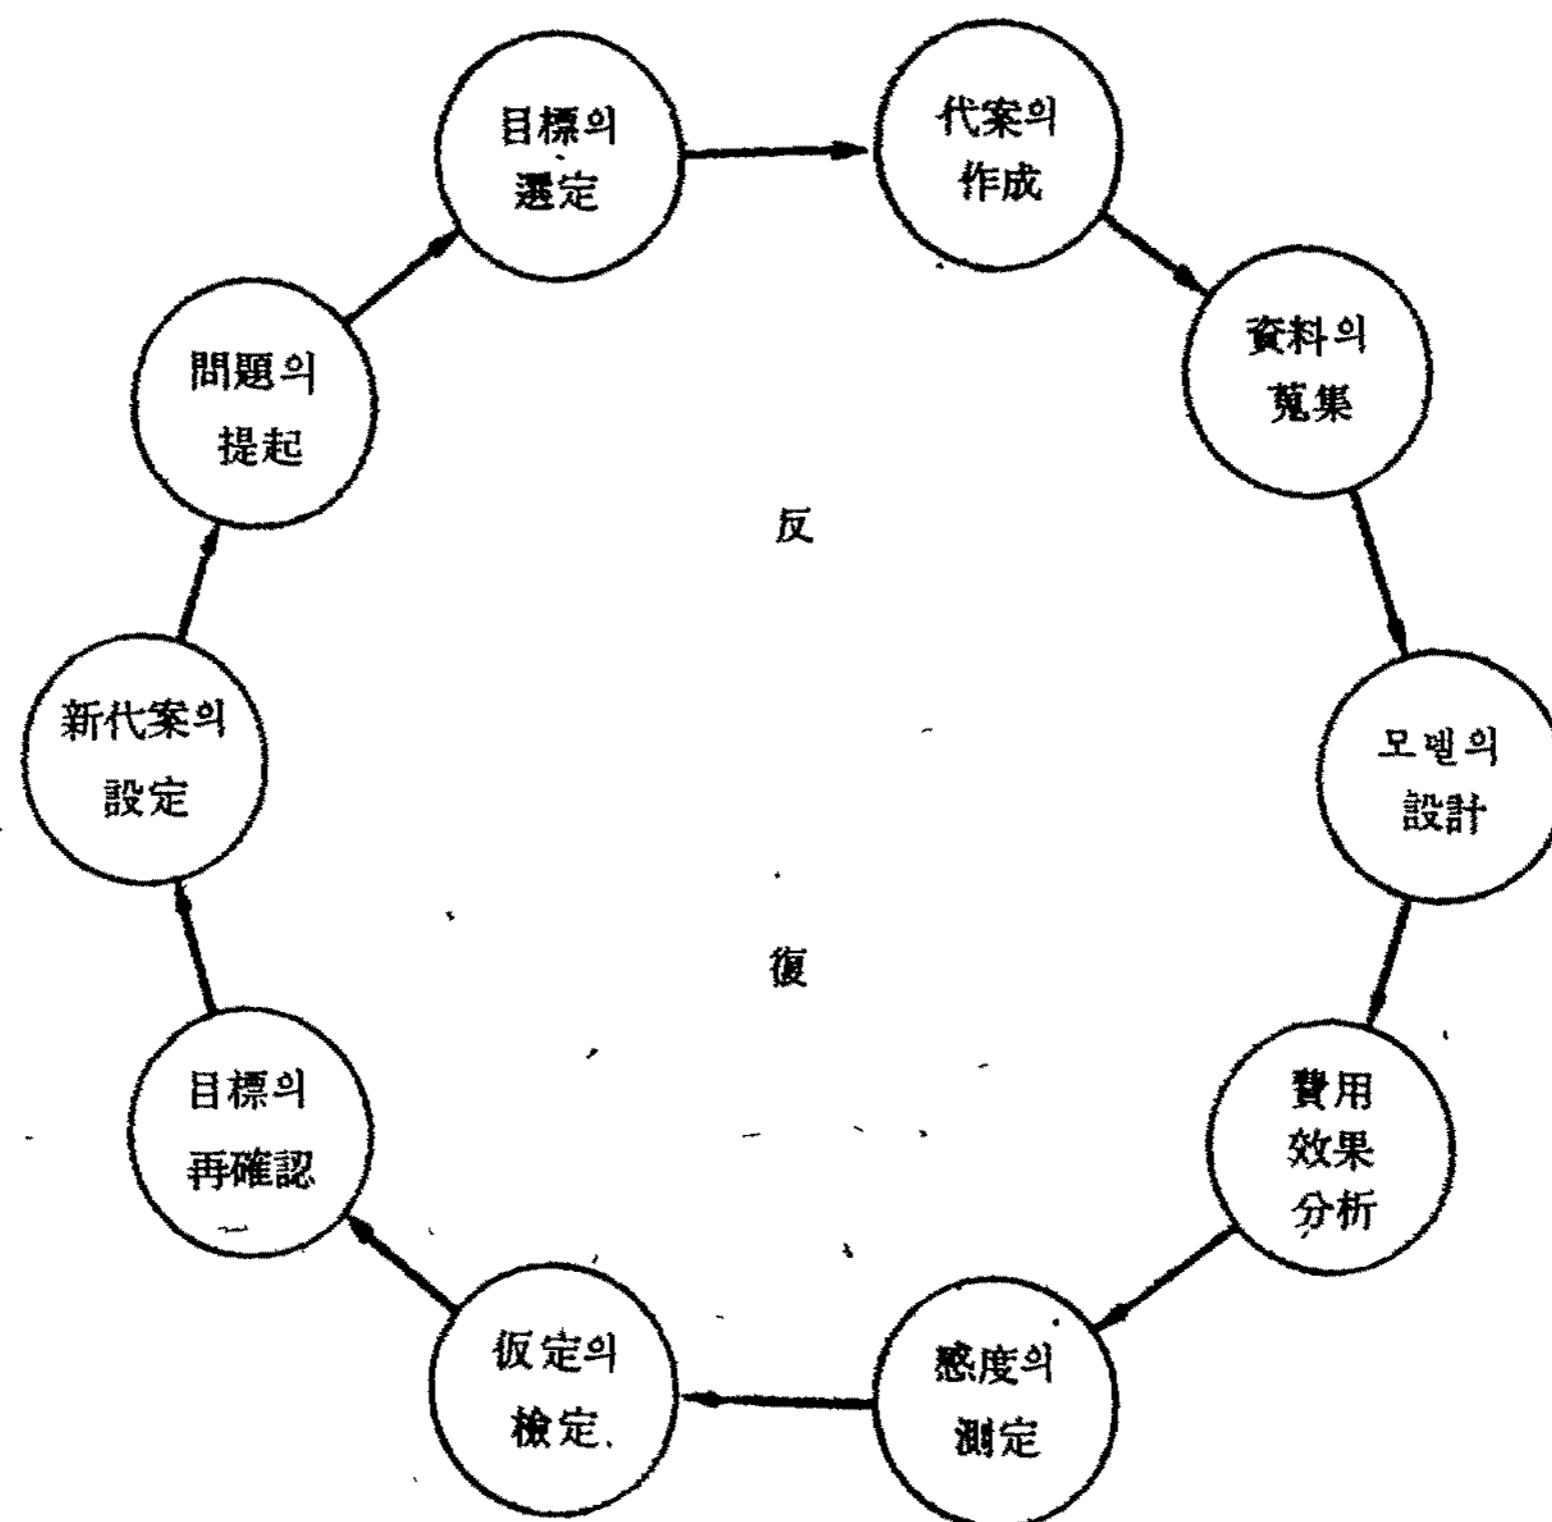 目標의
選定
代案의
作成
資料의
蒐集
모델의
設計
費用
效果
分析
感度의
測定
仮定의
檢定.
目標의
再確認
新代案의
設定
問題의
提起
反
復